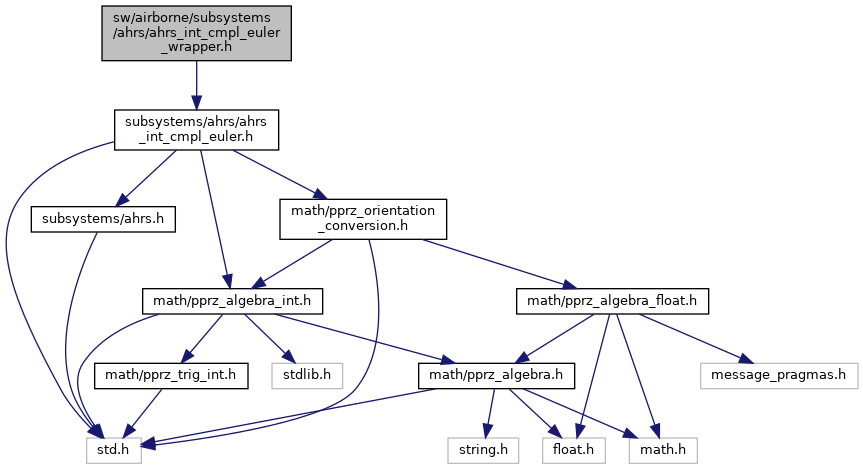 sw/airborne/subsystems
/ahrs/ahrs_int_cmpl_euler
_wrapper.h
subsystems/ahrs/ahrs
_int_cmpl_euler.h
subsystems/ahrs.h
math/pprz_orientation
_conversion.h
math/pprz_algebra_int.h
math/pprz_algebra_float.h
math/pprz_trig_int.h
stdlib.h
math/pprz_algebra.h
message_pragmas.h
std.h
string.h
float.h
math.h